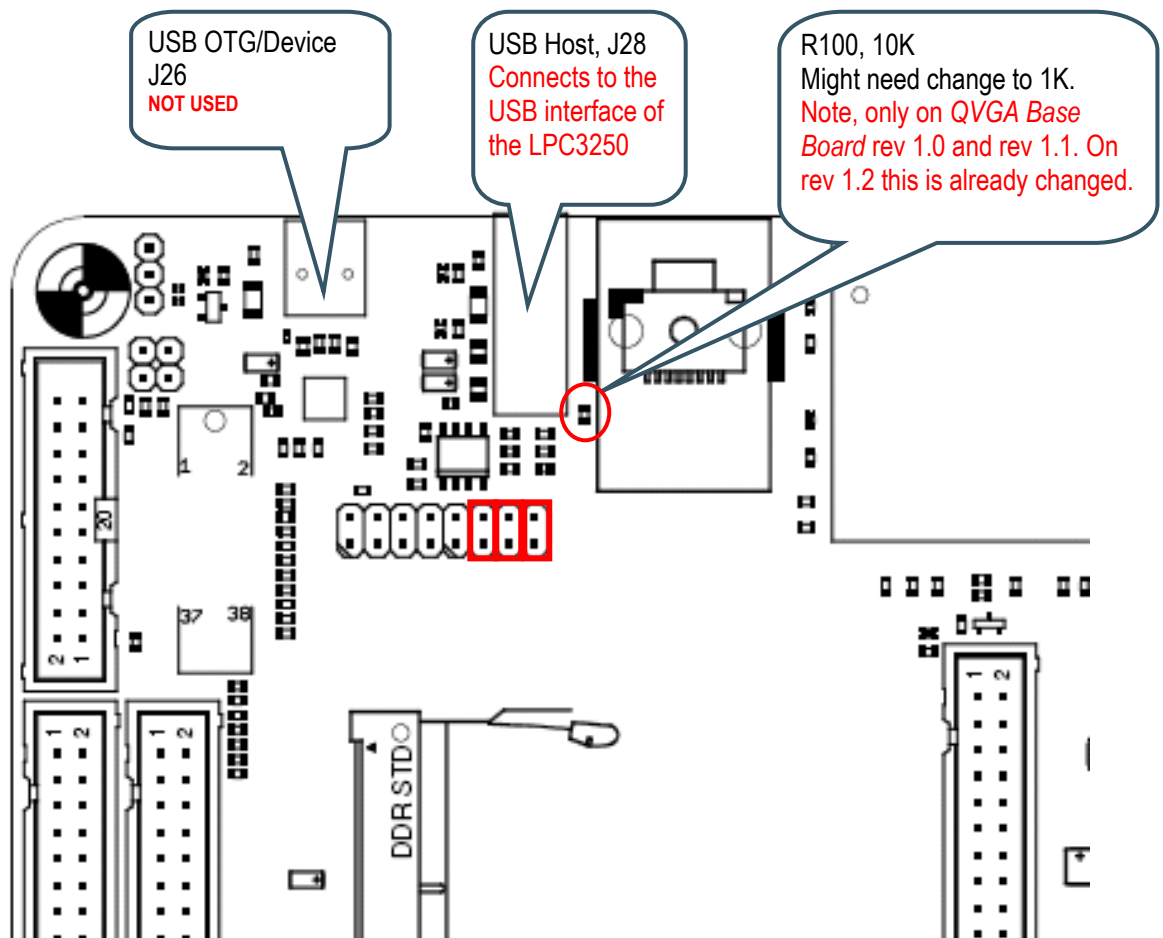 USB OTG/Device
J26
NOT USED
USB Host, J28
Connects to the
USB interface of
the LPC3250
R100, 10K
Might need change to 1K.
Note, only on QVGA Base
Board rev 1.0 and rev 1.1. On
rev 1.2 this is already changed.
1 2
20
37 38
2 1
1 2
1 2
1 2
DDR STD